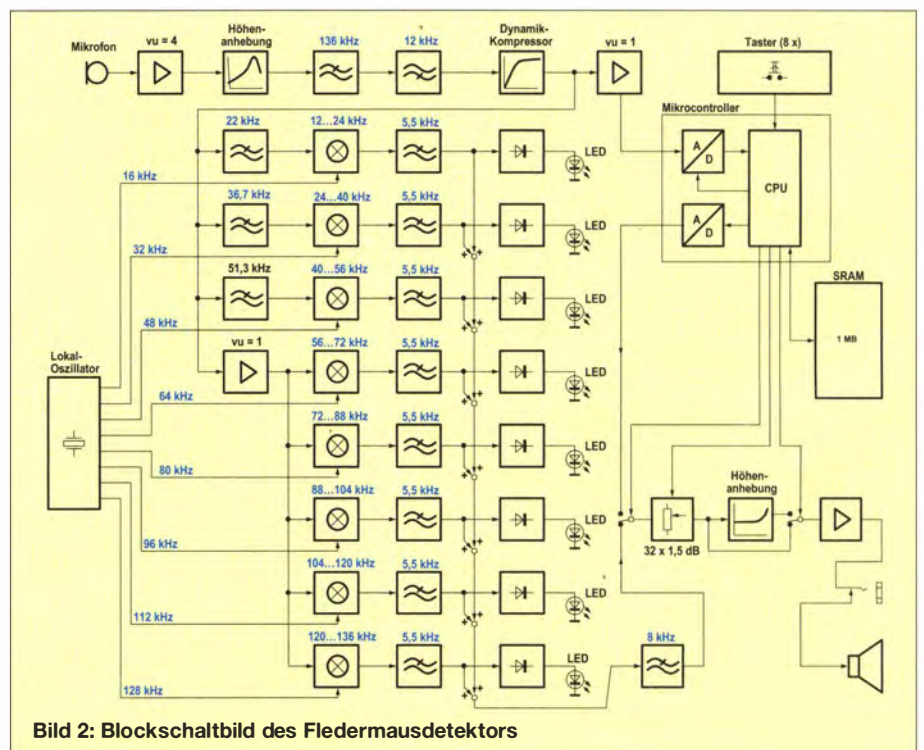 Mikrofon
vu = 4
Höhen-
anhebung
136 kHz
12 kHz
Dynamik-
Kompressor
vu = 1
Taster (8 x)
Mikrocontroller
A
D
CPU
A
D
SRAM
1 MB
22 kHz
12...24 kHz
5,5 kHz
LED
16 kHz
36,7 kHz
24...40 kHz
5,5 kHz
LED
32 kHz
51,3 kHz
40...56 kHz
5,5 kHz
LED
48 kHz
Lokal-
Oszillator
vu = 1
56...72 kHz
5,5 kHz
LED
64 kHz
72...88 kHz
5,5 kHz
LED
80 kHz
88...104 kHz
5,5 kHz
LED
96 kHz
Höhen-
anhebung
32 x 1,5 dB
104...120 kHz
5,5 kHz
LED
112 kHz
120...136 kHz
5,5 kHz
LED
8 kHz
128 kHz
Bild 2: Blockschaltbild des Fledermausdetektors